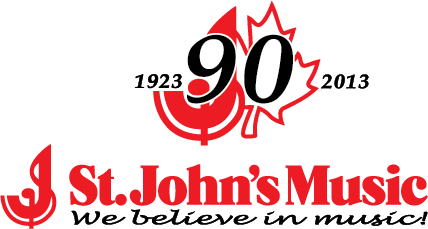 1923 90 2013
St. John's Music
We believe in music!